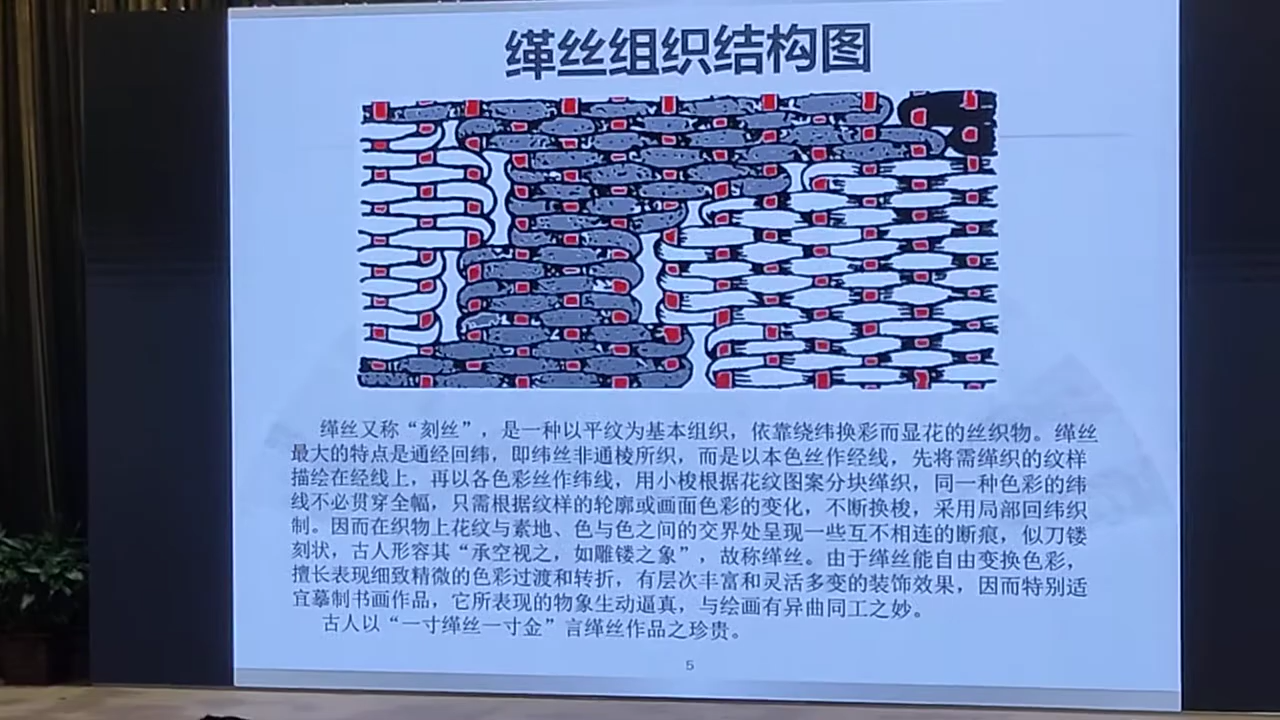 缂丝组织结构图
缂丝又称“刻丝”，是一种以平纹为基本组织，依靠绕纬换彩而显花的丝织物。缂丝
最大的特点是通经回纬，即纬丝非通梭所织，而是以本色丝作经线，先将需缂织的纹样
描绘在经线上，再以各色彩丝作纬线，用小梭根据花纹图案分块缂织，同一种色彩的纬
线不必贯穿全幅，只需根据纹样的轮廓或画面色彩的变化，不断换梭，采用局部回纬织
制。因而在织物上花纹与素地、色与色之间的交界处呈现一些互不相连的断痕，似刀镂
刻状，古人形容其“承空视之，如雕镂之象”，故称缂丝。由于缂丝能自由变换色彩，
擅长表现细致精微的色彩过渡和转折，有层次丰富和灵活多变的装饰效果，因而特别适
宜摹制书画作品，它所表现的物象生动逼真，与绘画有异曲同工之妙。
古人以“一寸缂丝一寸金”言缂丝作品之珍贵。
5